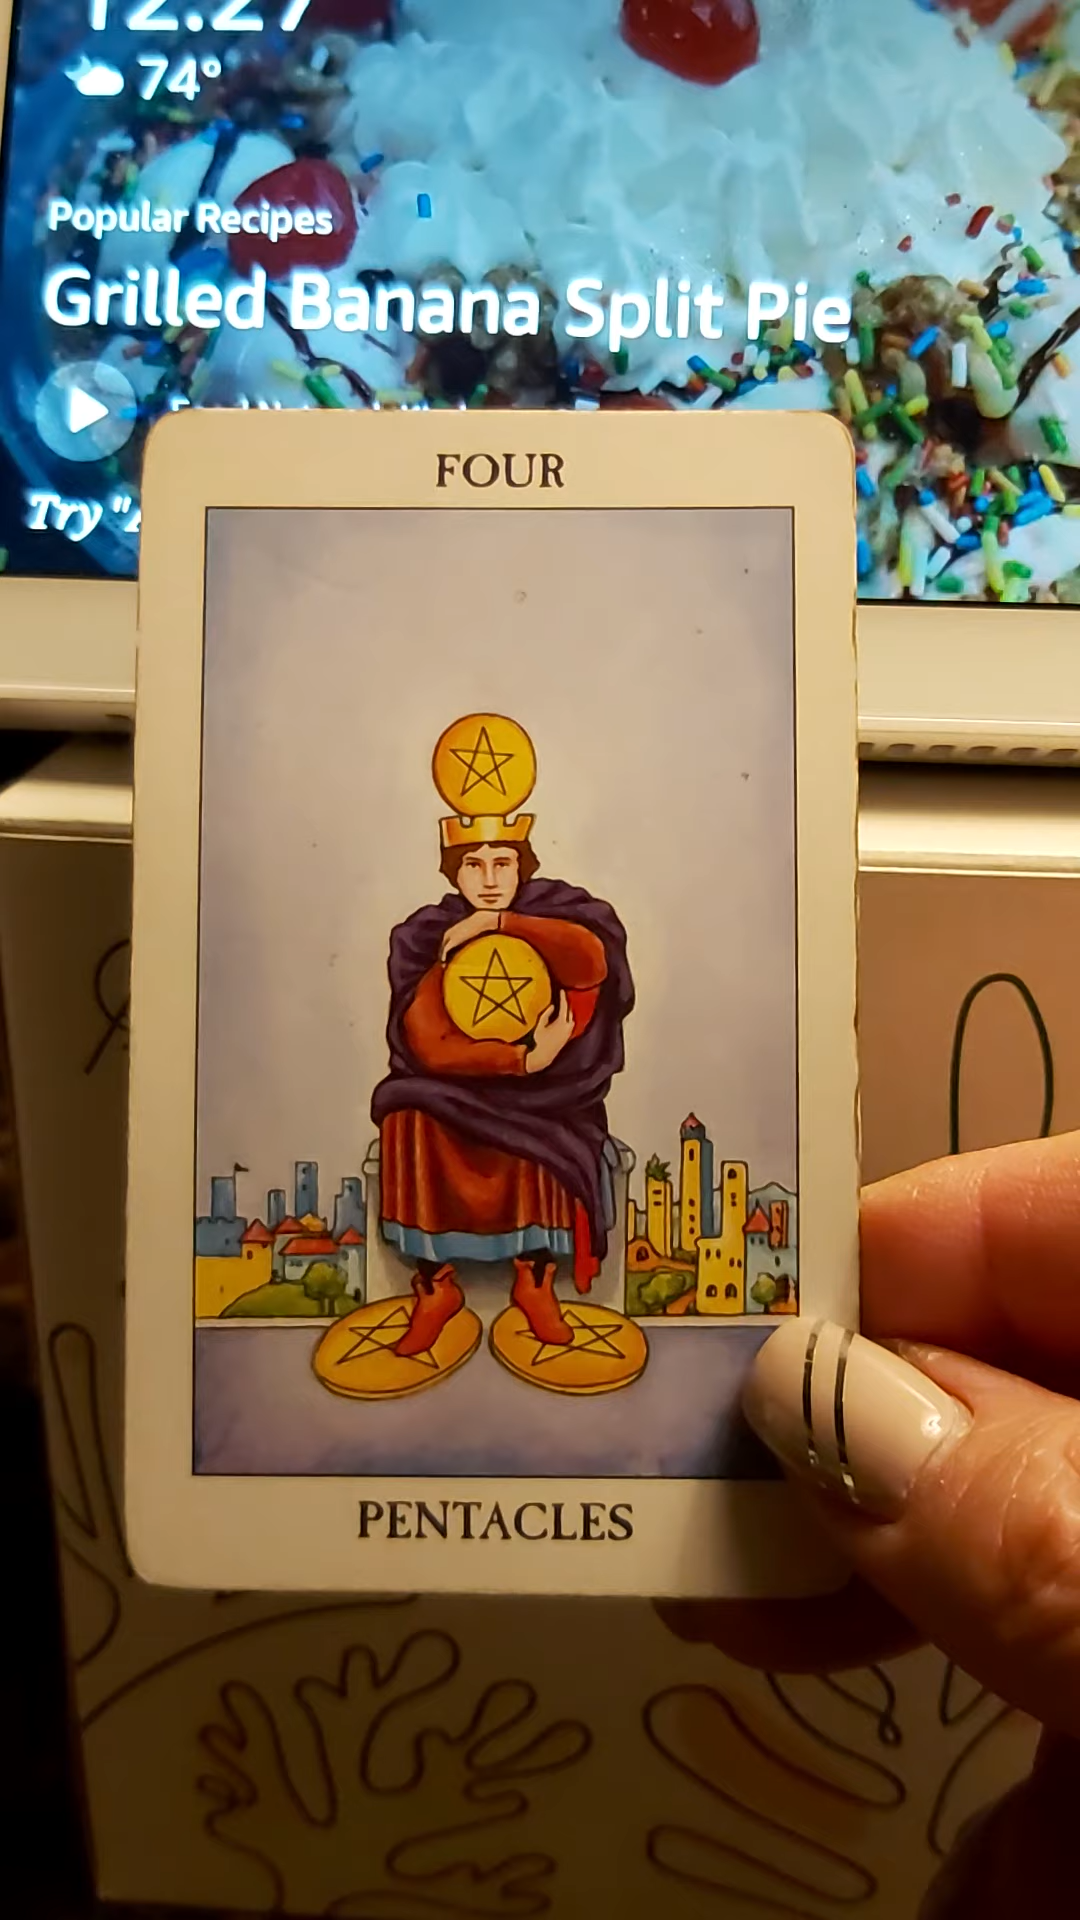 12:27
74°
Popular Recipes
Grilled Banana Split Pie
Try
FOUR
PENTACLES